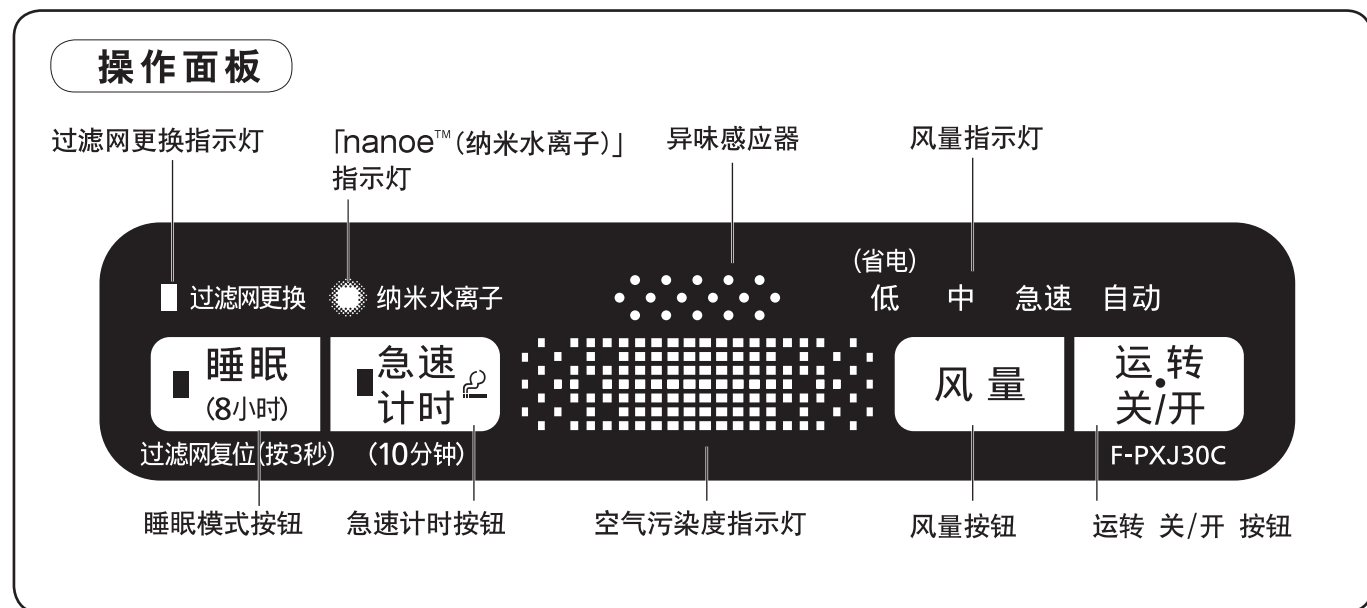 操作面板
过滤网更换指示灯
「nanoe™(纳米水离子)」
指示灯
异味感应器
风量指示灯
(省电)
过滤网更换
纳米水离子
低 中 急速 自动
睡眠
(8小时)
急速
计时
风量
运转
关/开
过滤网复位(按3秒)
(10分钟)
F-PXJ30C
睡眠模式按钮
急速计时按钮
空气污染度指示灯
风量按钮
运转 关/开 按钮